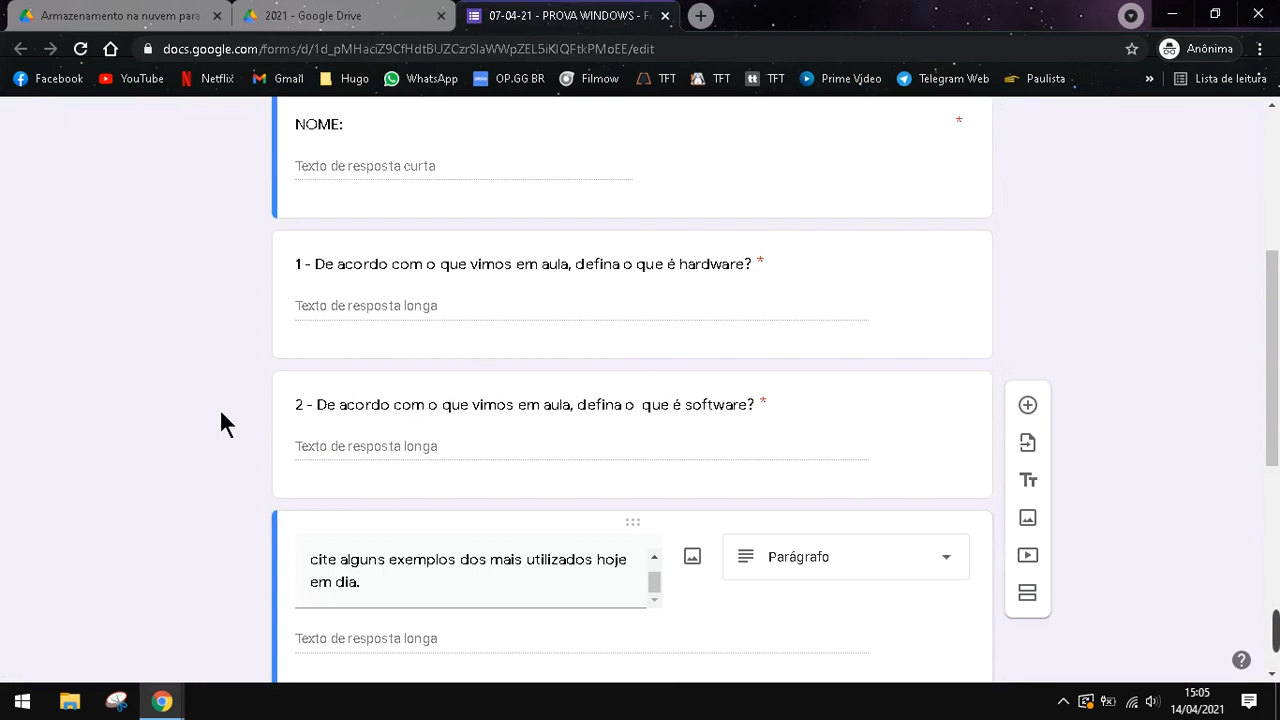 Armazenamento na nuvem para
2021 - Google Drive
07-04-21 - PROVA WINDOWS - Fo
docs.google.com/forms/d/1d_pMHaciZ9CfHdtBUZCzrSlaWWpZEL5iKIQFtkPMoEE/edit
Anônima
Facebook YouTube Netflix Gmail Hugo WhatsApp OP.GG BR Filmow TFT TFT TFT Prime Video Telegram Web Paulista » Lista de leitura
NOME: *
Texto de resposta curta
1 - De acordo com o que vimos em aula, defina o que é hardware? *
Texto de resposta longa
2 - De acordo com o que vimos em aula, defina o  que é software? *
Texto de resposta longa
cite alguns exemplos dos mais utilizados hoje
em dia.
Parágrafo
Texto de resposta longa
15:05
14/04/2021